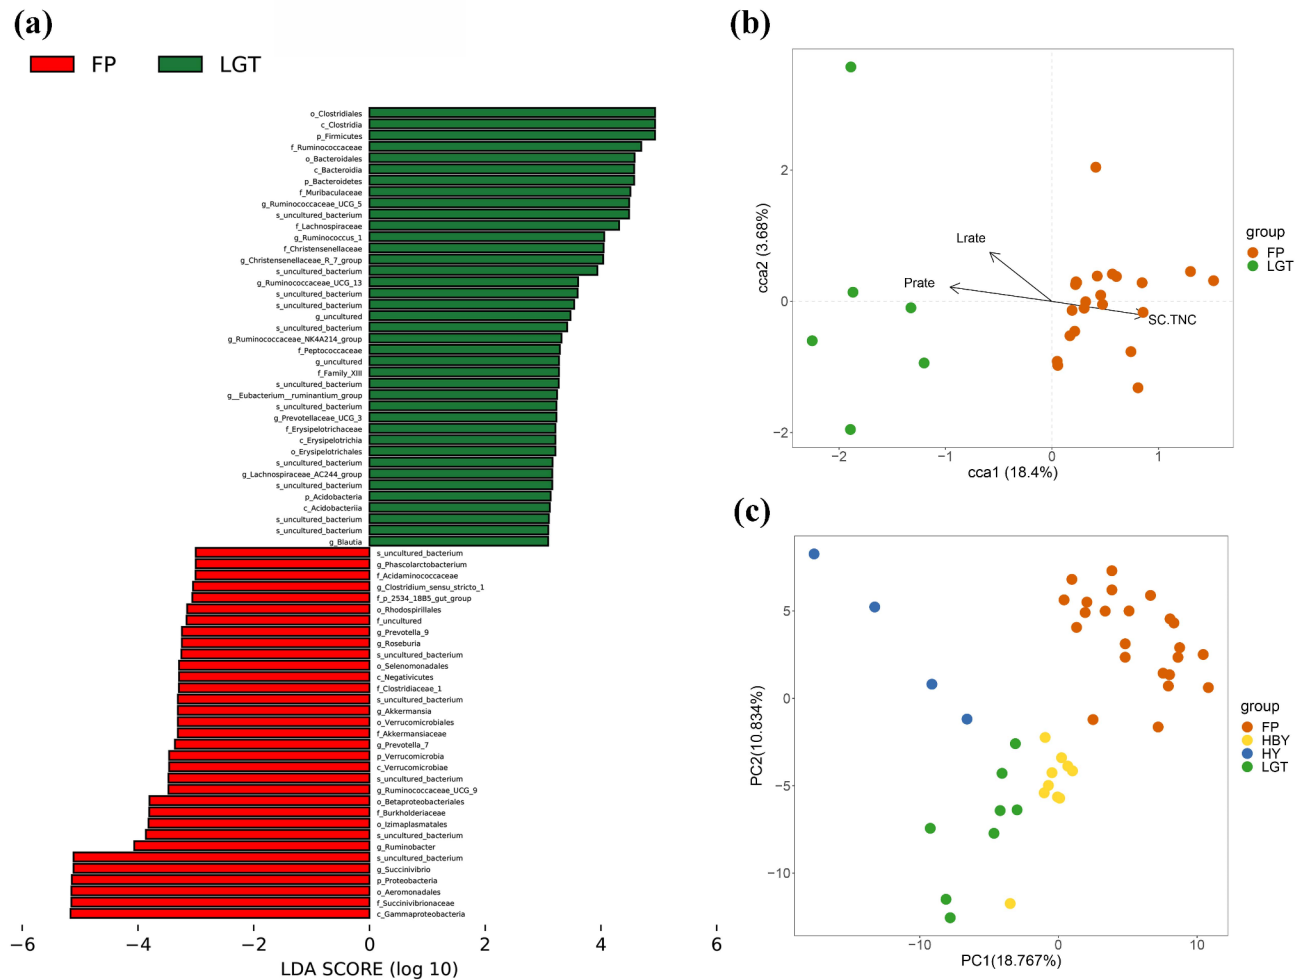 (a)
FP
LGT
o_Clostridiales
c_Clostridia
p_Firmicutes
f_Ruminococcaceae
o_Bacteroidales
c_Bacteroidia
p_Bacteroidetes
f_Muribaculaceae
g_Ruminococcaceae_UCG_5
s_uncultured_bacterium
f_Lachnospiraceae
g_Ruminococcus_1
f_Christensenellaceae
g_Christensenellaceae_R_7_group
s_uncultured_bacterium
g_Ruminococcaceae_UCG_13
s_uncultured_bacterium
s_uncultured_bacterium
g_uncultured
s_uncultured_bacterium
g_Ruminococcaceae_NK4A214_group
f_Peptococcaceae
g_uncultured
f_Family_XIII
s_uncultured_bacterium
g__Eubacterium__ruminantium_group
s_uncultured_bacterium
g_Prevotellaceae_UCG_3
f_Erysipelotrichaceae
c_Erysipelotrichia
o_Erysipelotrichales
s_uncultured_bacterium
g_Lachnospiraceae_AC244_group
s_uncultured_bacterium
p_Acidobacteria
c_Acidobacteriia
s_uncultured_bacterium
s_uncultured_bacterium
g_Blautia
s_uncultured_bacterium
g_Phascolarctobacterium
f_Acidaminococcaceae
g_Clostridium_sensu_stricto_1
f_p_2534_18B5_gut_group
o_Rhodospirillales
f_uncultured
g_Prevotella_9
g_Roseburia
s_uncultured_bacterium
o_Selenomonadales
c_Negativicutes
f_Clostridiaceae_1
s_uncultured_bacterium
g_Akkermansia
o_Verrucomicrobiales
f_Akkermansiaceae
g_Prevotella_7
p_Verrucomicrobia
c_Verrucomicrobiae
s_uncultured_bacterium
g_Ruminococcaceae_UCG_9
o_Betaproteobacteriales
f_Burkholderiaceae
o_Izimaplasmatales
s_uncultured_bacterium
g_Ruminobacter
s_uncultured_bacterium
g_Succinivibrio
p_Proteobacteria
o_Aeromonadales
f_Succinivibrionaceae
c_Gammaproteobacteria
−6 −4 −2 0 2 4 6
LDA SCORE (log 10)
(b)
cca2 (3.68%)
2
0
−2
Lrate
Prate
SC.TNC
−2 −1 0 1
cca1 (18.4%)
group
FP
LGT
(c)
PC2(10.834%)
5
0
−5
−10
−10 0 10
PC1(18.767%)
group
FP
HBY
HY
LGT